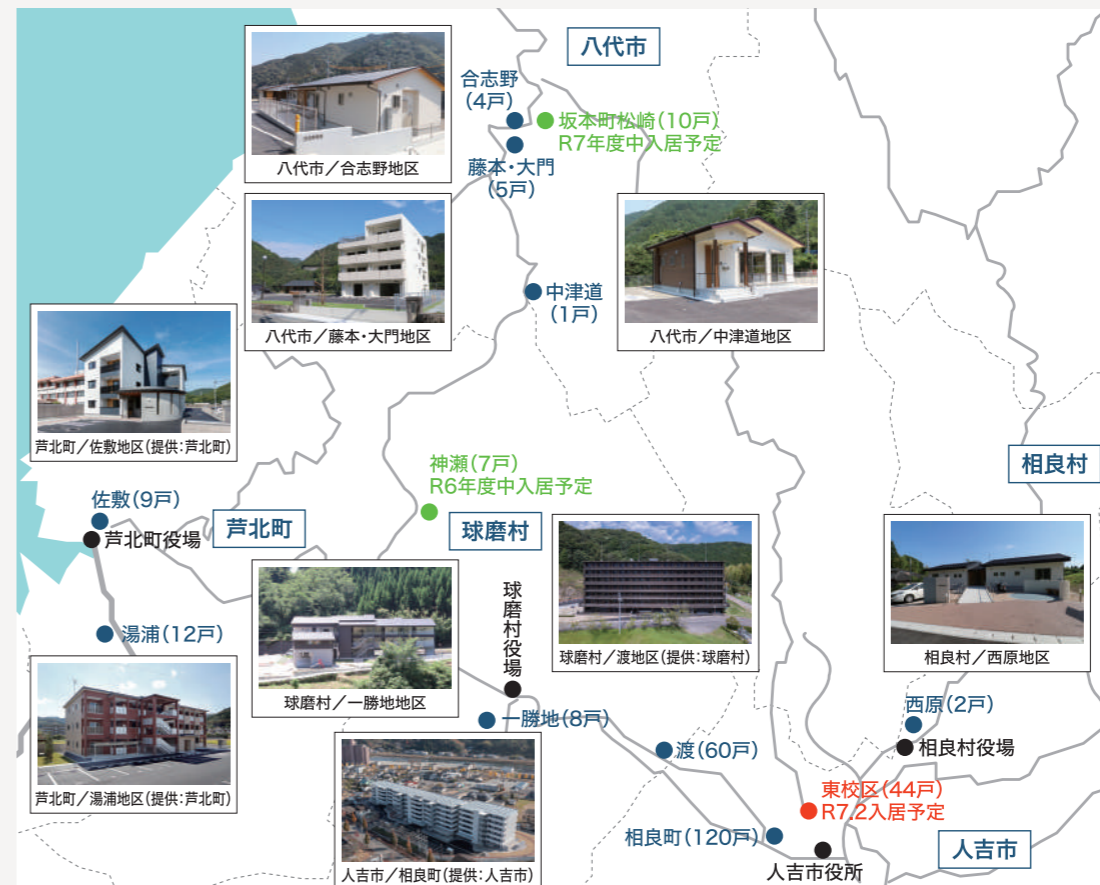 八代市
合志野
(4戸)
坂本町松崎(10戸)
R7年度中入居予定
藤本・大門
(5戸)
八代市／合志野地区
八代市／藤本・大門地区
中津道
(1戸)
八代市／中津道地区
芦北町／佐敷地区(提供:芦北町)
神瀬(7戸)
R6年度中入居予定
相良村
佐敷(9戸)
芦北町役場
芦北町
球磨村
球磨村役場
湯浦(12戸)
球磨村／一勝地地区
球磨村／渡地区(提供:球磨村)
相良村／西原地区
芦北町／湯浦地区(提供:芦北町)
一勝地(8戸)
渡(60戸)
西原(2戸)
相良村役場
東校区(44戸)
R7.2入居予定
相良町(120戸)
人吉市役所
人吉市
人吉市／相良町(提供:人吉市)